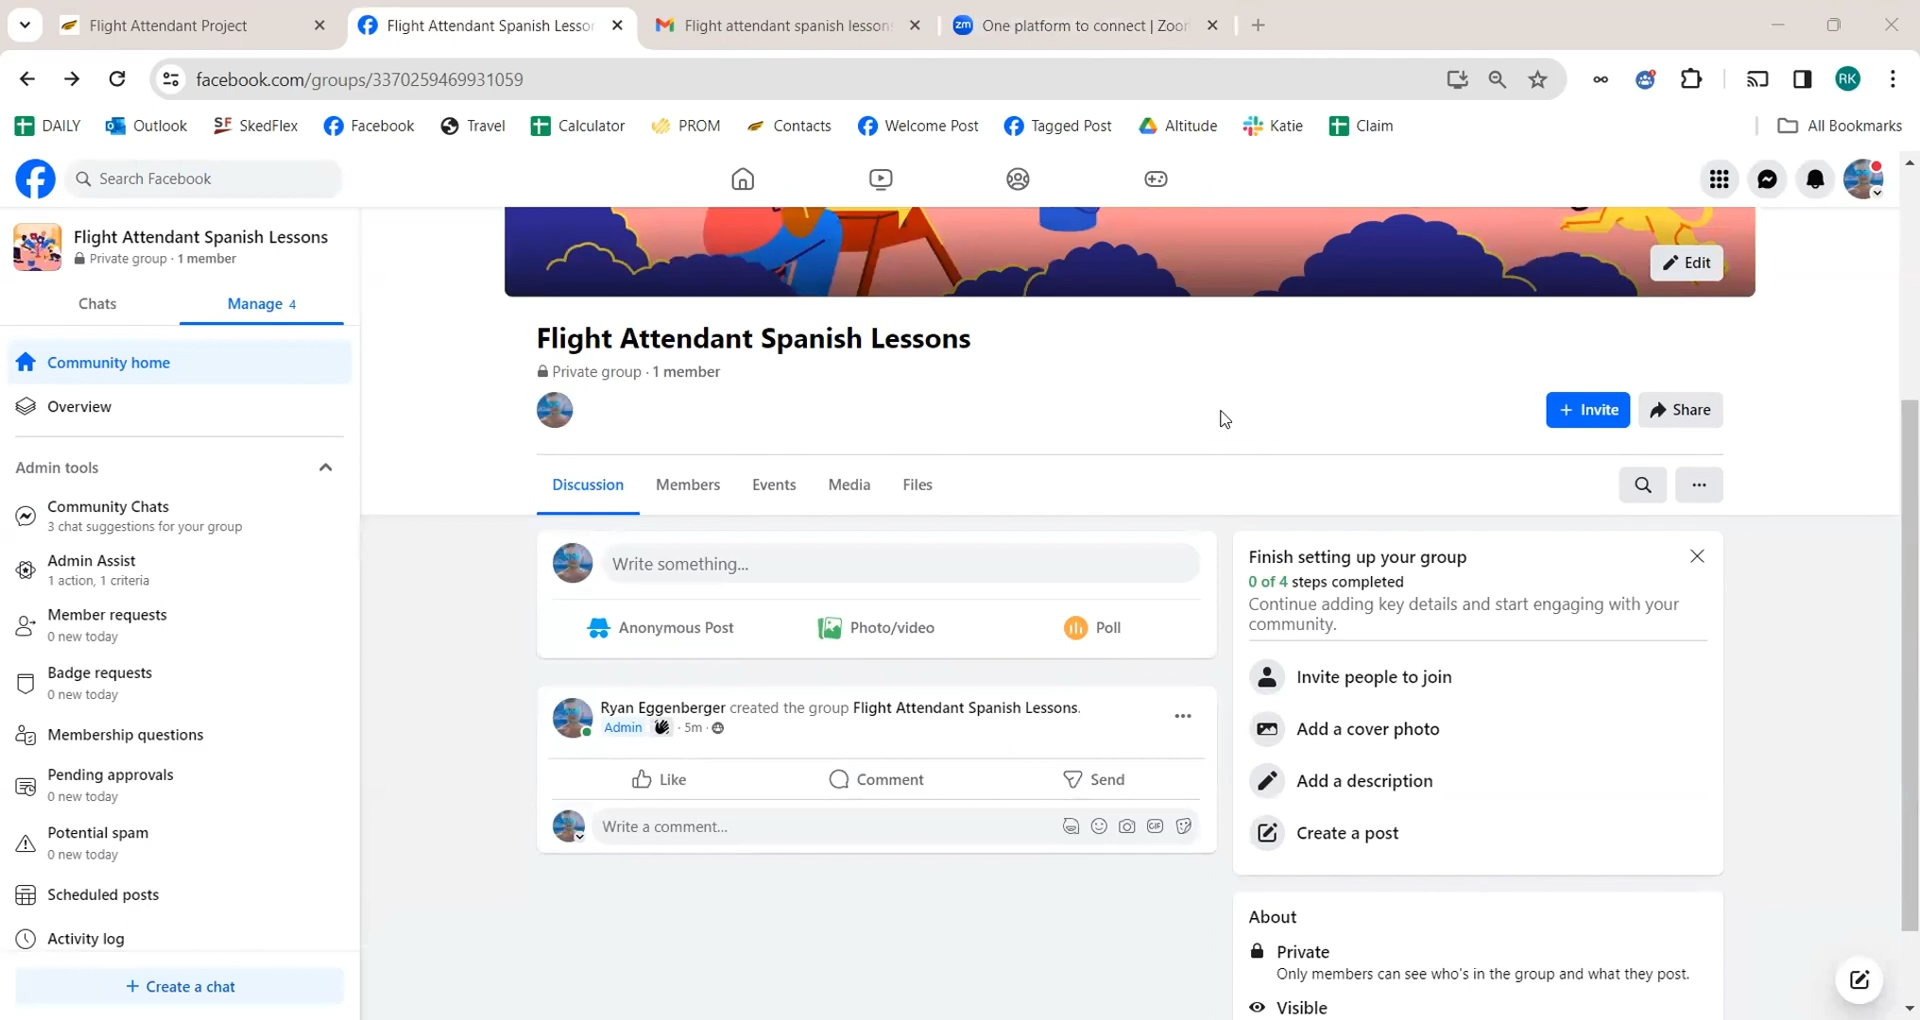 Flight Attendant Project
Flight Attendant Spanish Lesson
Flight attendant spanish lesson
zm One platform to connect | Zoom
facebook.com/groups/3370259469931059
RK
DAILY
Outlook
SF SkedFlex
Facebook
Travel
Calculator
PROM
Contacts
Welcome Post
Tagged Post
Altitude
Katie
Claim
All Bookmarks
Search Facebook
Flight Attendant Spanish Lessons
Private group · 1 member
Chats
Manage 4
Community home
Overview
Admin tools
Community Chats
3 chat suggestions for your group
Admin Assist
1 action, 1 criteria
Member requests
0 new today
Badge requests
0 new today
Membership questions
Pending approvals
0 new today
Potential spam
0 new today
Scheduled posts
Activity log
+ Create a chat
Edit
Flight Attendant Spanish Lessons
Private group · 1 member
+ Invite
Share
Discussion
Members
Events
Media
Files
Write something...
Anonymous Post
Photo/video
Poll
Ryan Eggenberger created the group Flight Attendant Spanish Lessons.
Admin · 5m ·
Like
Comment
Send
Write a comment...
GIF
Finish setting up your group
0 of 4 steps completed
Continue adding key details and start engaging with your
community.
Invite people to join
Add a cover photo
Add a description
Create a post
About
Private
Only members can see who's in the group and what they post.
Visible